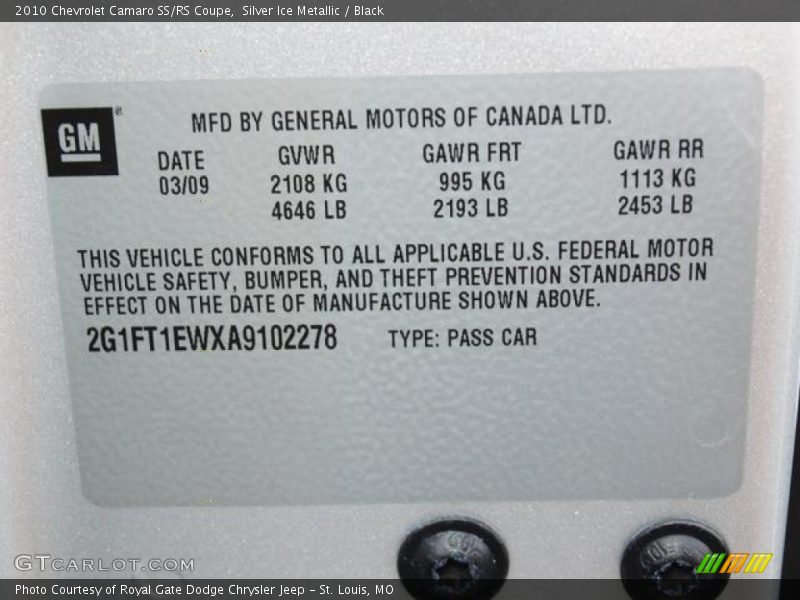 2010 Chevrolet Camaro SS/RS Coupe,  Silver Ice Metallic / Black
GM
MFD BY GENERAL MOTORS OF CANADA LTD.
DATE GVWR GAWR FRT GAWR RR
03/09 2108 KG 995 KG 1113 KG
4646 LB 2193 LB 2453 LB
THIS VEHICLE CONFORMS TO ALL APPLICABLE U.S. FEDERAL MOTOR
VEHICLE SAFETY, BUMPER, AND THEFT PREVENTION STANDARDS IN
EFFECT ON THE DATE OF MANUFACTURE SHOWN ABOVE.
2G1FT1EWXA9102278 TYPE: PASS CAR
GTCARLOT.COM
Photo Courtesy of Royal Gate Dodge Chrysler Jeep – St. Louis, MO